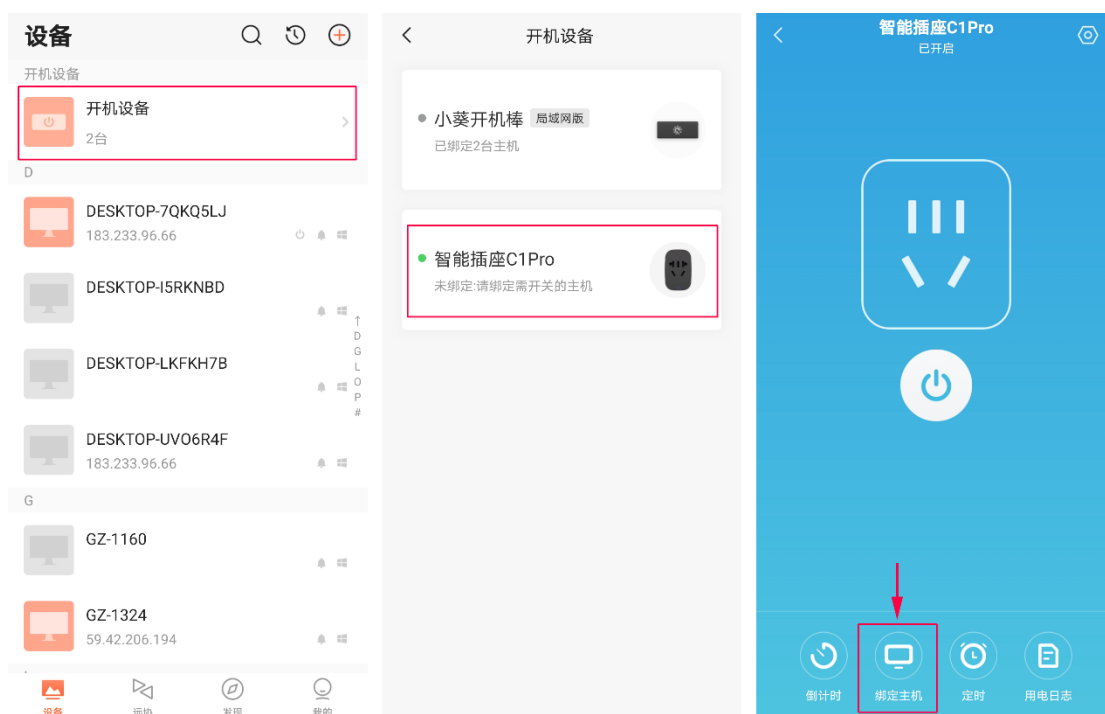 设备
开机设备
开机设备
2台
D
DESKTOP-7QKQ5LJ
183.233.96.66
DESKTOP-I5RKNBD
DESKTOP-LKFKH7B
DESKTOP-UVO6R4F
183.233.96.66
G
GZ-1160
GZ-1324
59.42.206.194
↑
D
G
L
O
P
#
设备
远协
发现
我的
开机设备
小葵开机棒 局域网版
已绑定2台主机
智能插座C1Pro
未绑定:请绑定需开关的主机
智能插座C1Pro
已开启
倒计时
绑定主机
定时
用电日志